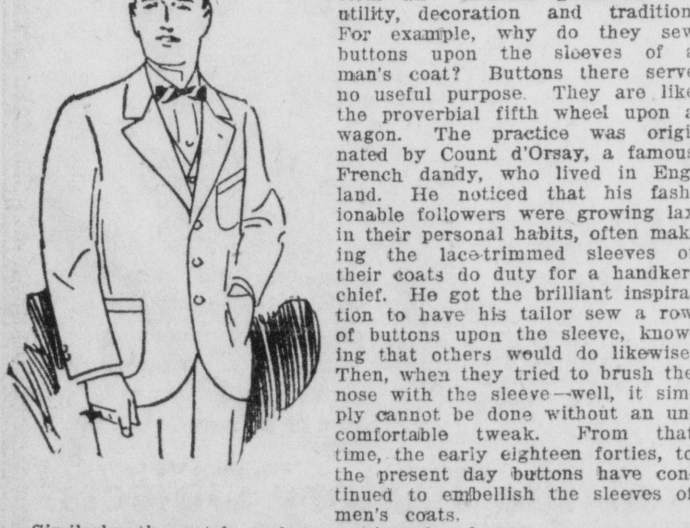 utility, decoration and tradition
For example, why do they sew
buttons upon the sleeves of a
man's coat? Buttons there serve
no useful purpose. They are like
the proverbial fifth wheel upon a
wagon. The practice was origi
nated by Count d'Orsay, a famous
French dandy, who lived in Eng
land. He noticed that his fash
ionable followers were growing lax
in their personal habits, often mak
ing the lace-trimmed sleeves of
their coats do duty for a handker
chief. He got the brilliant inspira
tion to have his tailor sew a row
of buttons upon the sleeve, know
ing that others would do likewise
Then, when they tried to brush the
nose with the sleeve—well, it sim
ply cannot be done without an un
comfortable tweak. From that
time, the early eighteen forties, to
the present day buttons have con
tinued to embellish the sleeves of
men's coats.